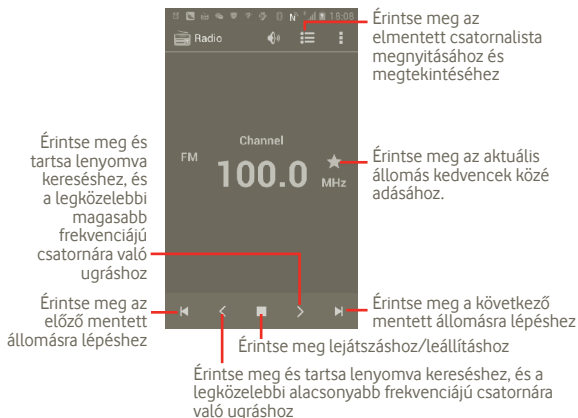 18:08
Radio
Érintse meg az
elmentett csatornalista
megnyitásához és
megtekintéséhez
Érintse meg és
tartsa lenyomva
kereséshez, és
a legközelebbi
magasabb
frekvenciájú
csatornára való
ugráshoz
Channel
FM
100.0
MHz
Érintse meg az aktuális
állomás kedvencek közé
adásához.
Érintse meg az
előző mentett
állomásra lépéshez
Érintse meg a következő
mentett állomásra lépéshez
Érintse meg lejátszáshoz/leállításhoz
Érintse meg és tartsa lenyomva kereséshez, és a
legközelebbi alacsonyabb frekvenciájú csatornára
való ugráshoz